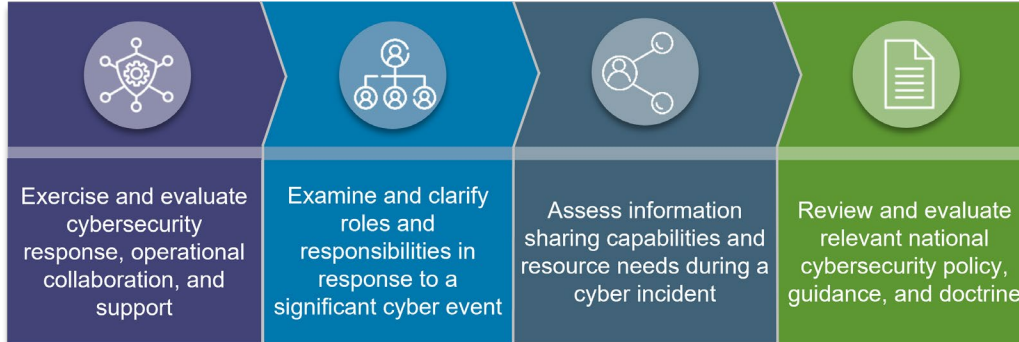 Exercise and evaluate
cybersecurity
response, operational
collaboration, and
support
Examine and clarify
roles and
responsibilities in
response to a
significant cyber event
Assess information
sharing capabilities and
resource needs during a
cyber incident
Review and evaluate
relevant national
cybersecurity policy,
guidance, and doctrine